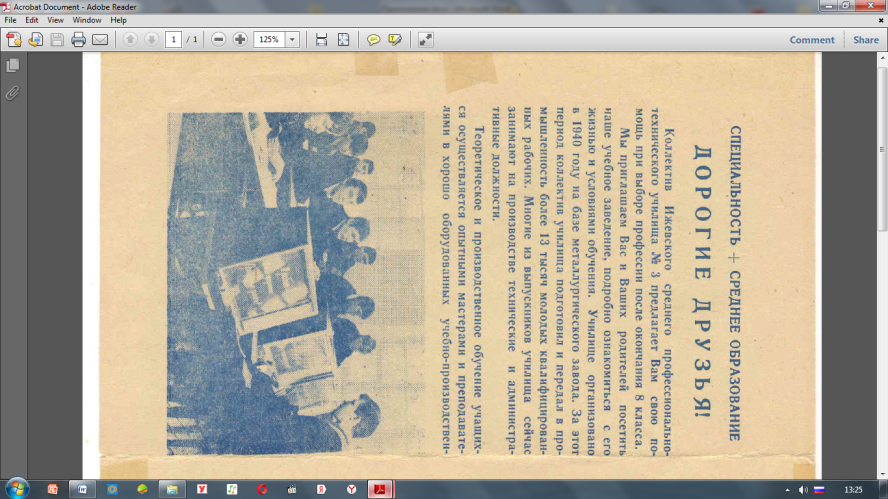 Acrobat Document - Adobe Reader
File Edit View Window Help
1 / 1 125% Comment Share
СПЕЦИАЛЬНОСТЬ + СРЕДНЕЕ ОБРАЗОВАНИЕ
ДОРОГИЕ ДРУЗЬЯ!
Коллектив Ижевского среднего профессионально-
технического училища № 3 предлагает Вам свою по-
мощь при выборе профессии после окончания 8 класса.
Мы приглашаем Вас и Ваших родителей посетить
наше учебное заведение, подробно ознакомиться с его
жизнью и условиями обучения. Училище организовано
в 1940 году на базе металлургического завода. За этот
период коллектив училища подготовил и передал в про-
мышленность более 13 тысяч молодых квалифицирован-
ных рабочих. Многие из выпускников училища сейчас
занимают на производстве технические и администра-
тивные должности.
Теоретическое и производственное обучение учащих-
ся осуществляется опытными мастерами и преподавате-
лями в хорошо оборудованных учебно-производствен-
13:25